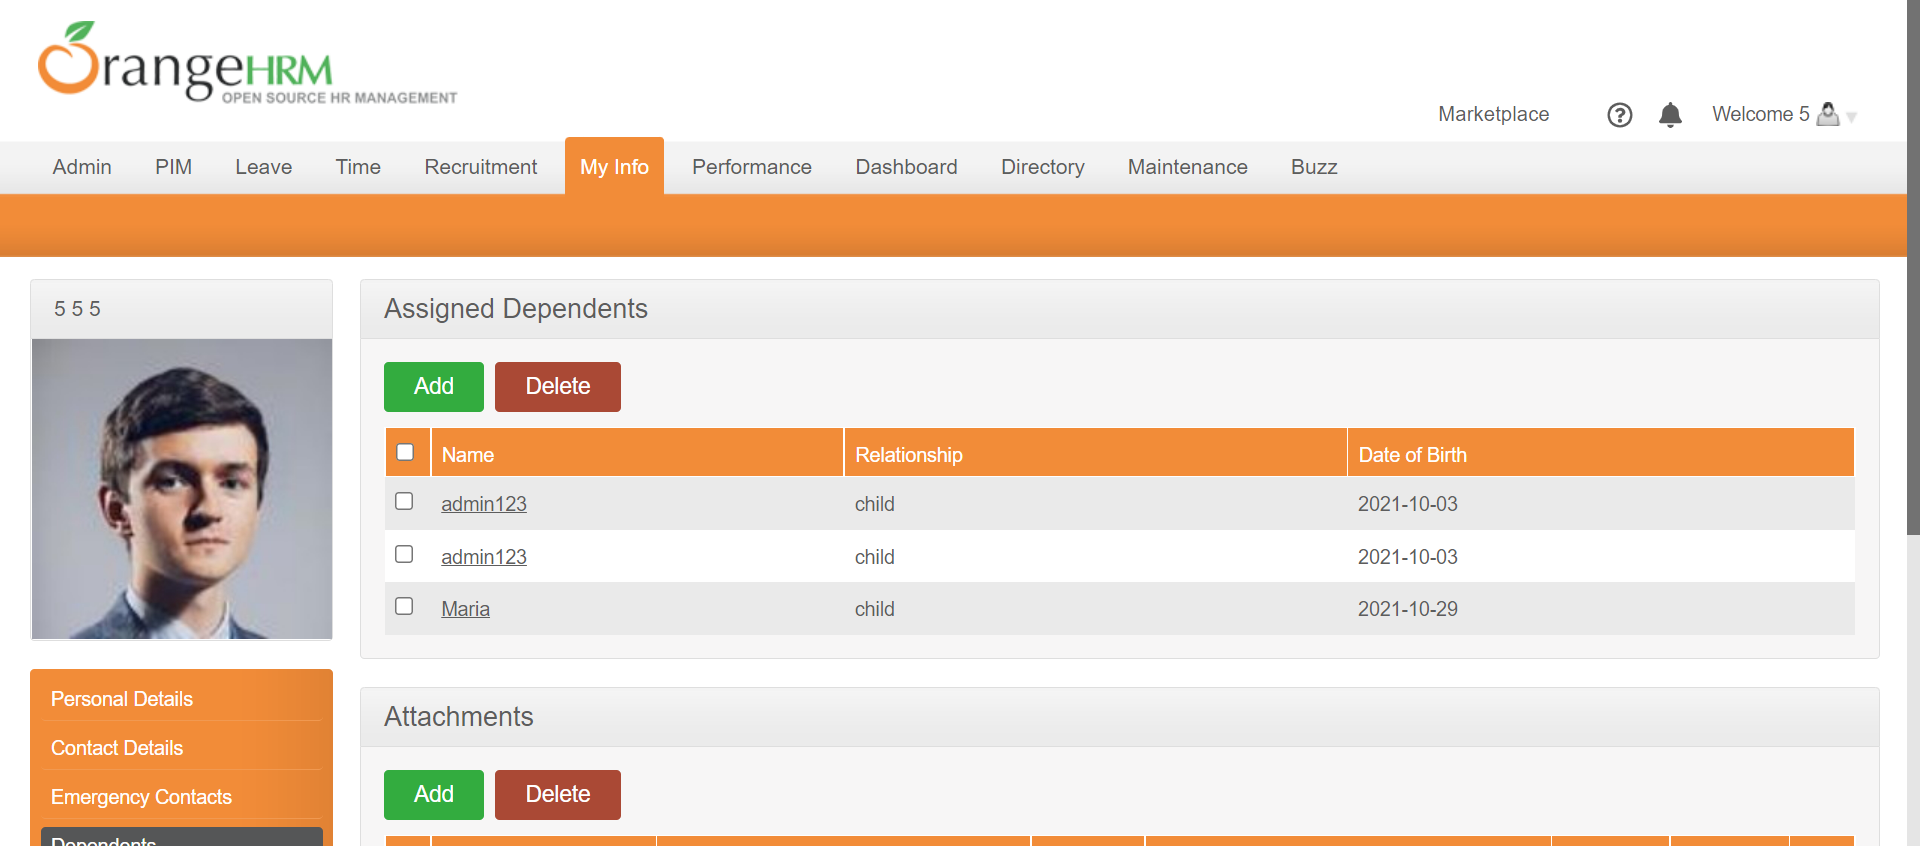 OrangeHRM
OPEN SOURCE HR MANAGEMENT
Marketplace
?
Welcome 5
Admin
PIM
Leave
Time
Recruitment
My Info
Performance
Dashboard
Directory
Maintenance
Buzz
5 5 5
Assigned Dependents
Add
Delete
Name
Relationship
Date of Birth
admin123
child
2021-10-03
admin123
child
2021-10-03
Maria
child
2021-10-29
Personal Details
Contact Details
Emergency Contacts
Dependents
Attachments
Add
Delete